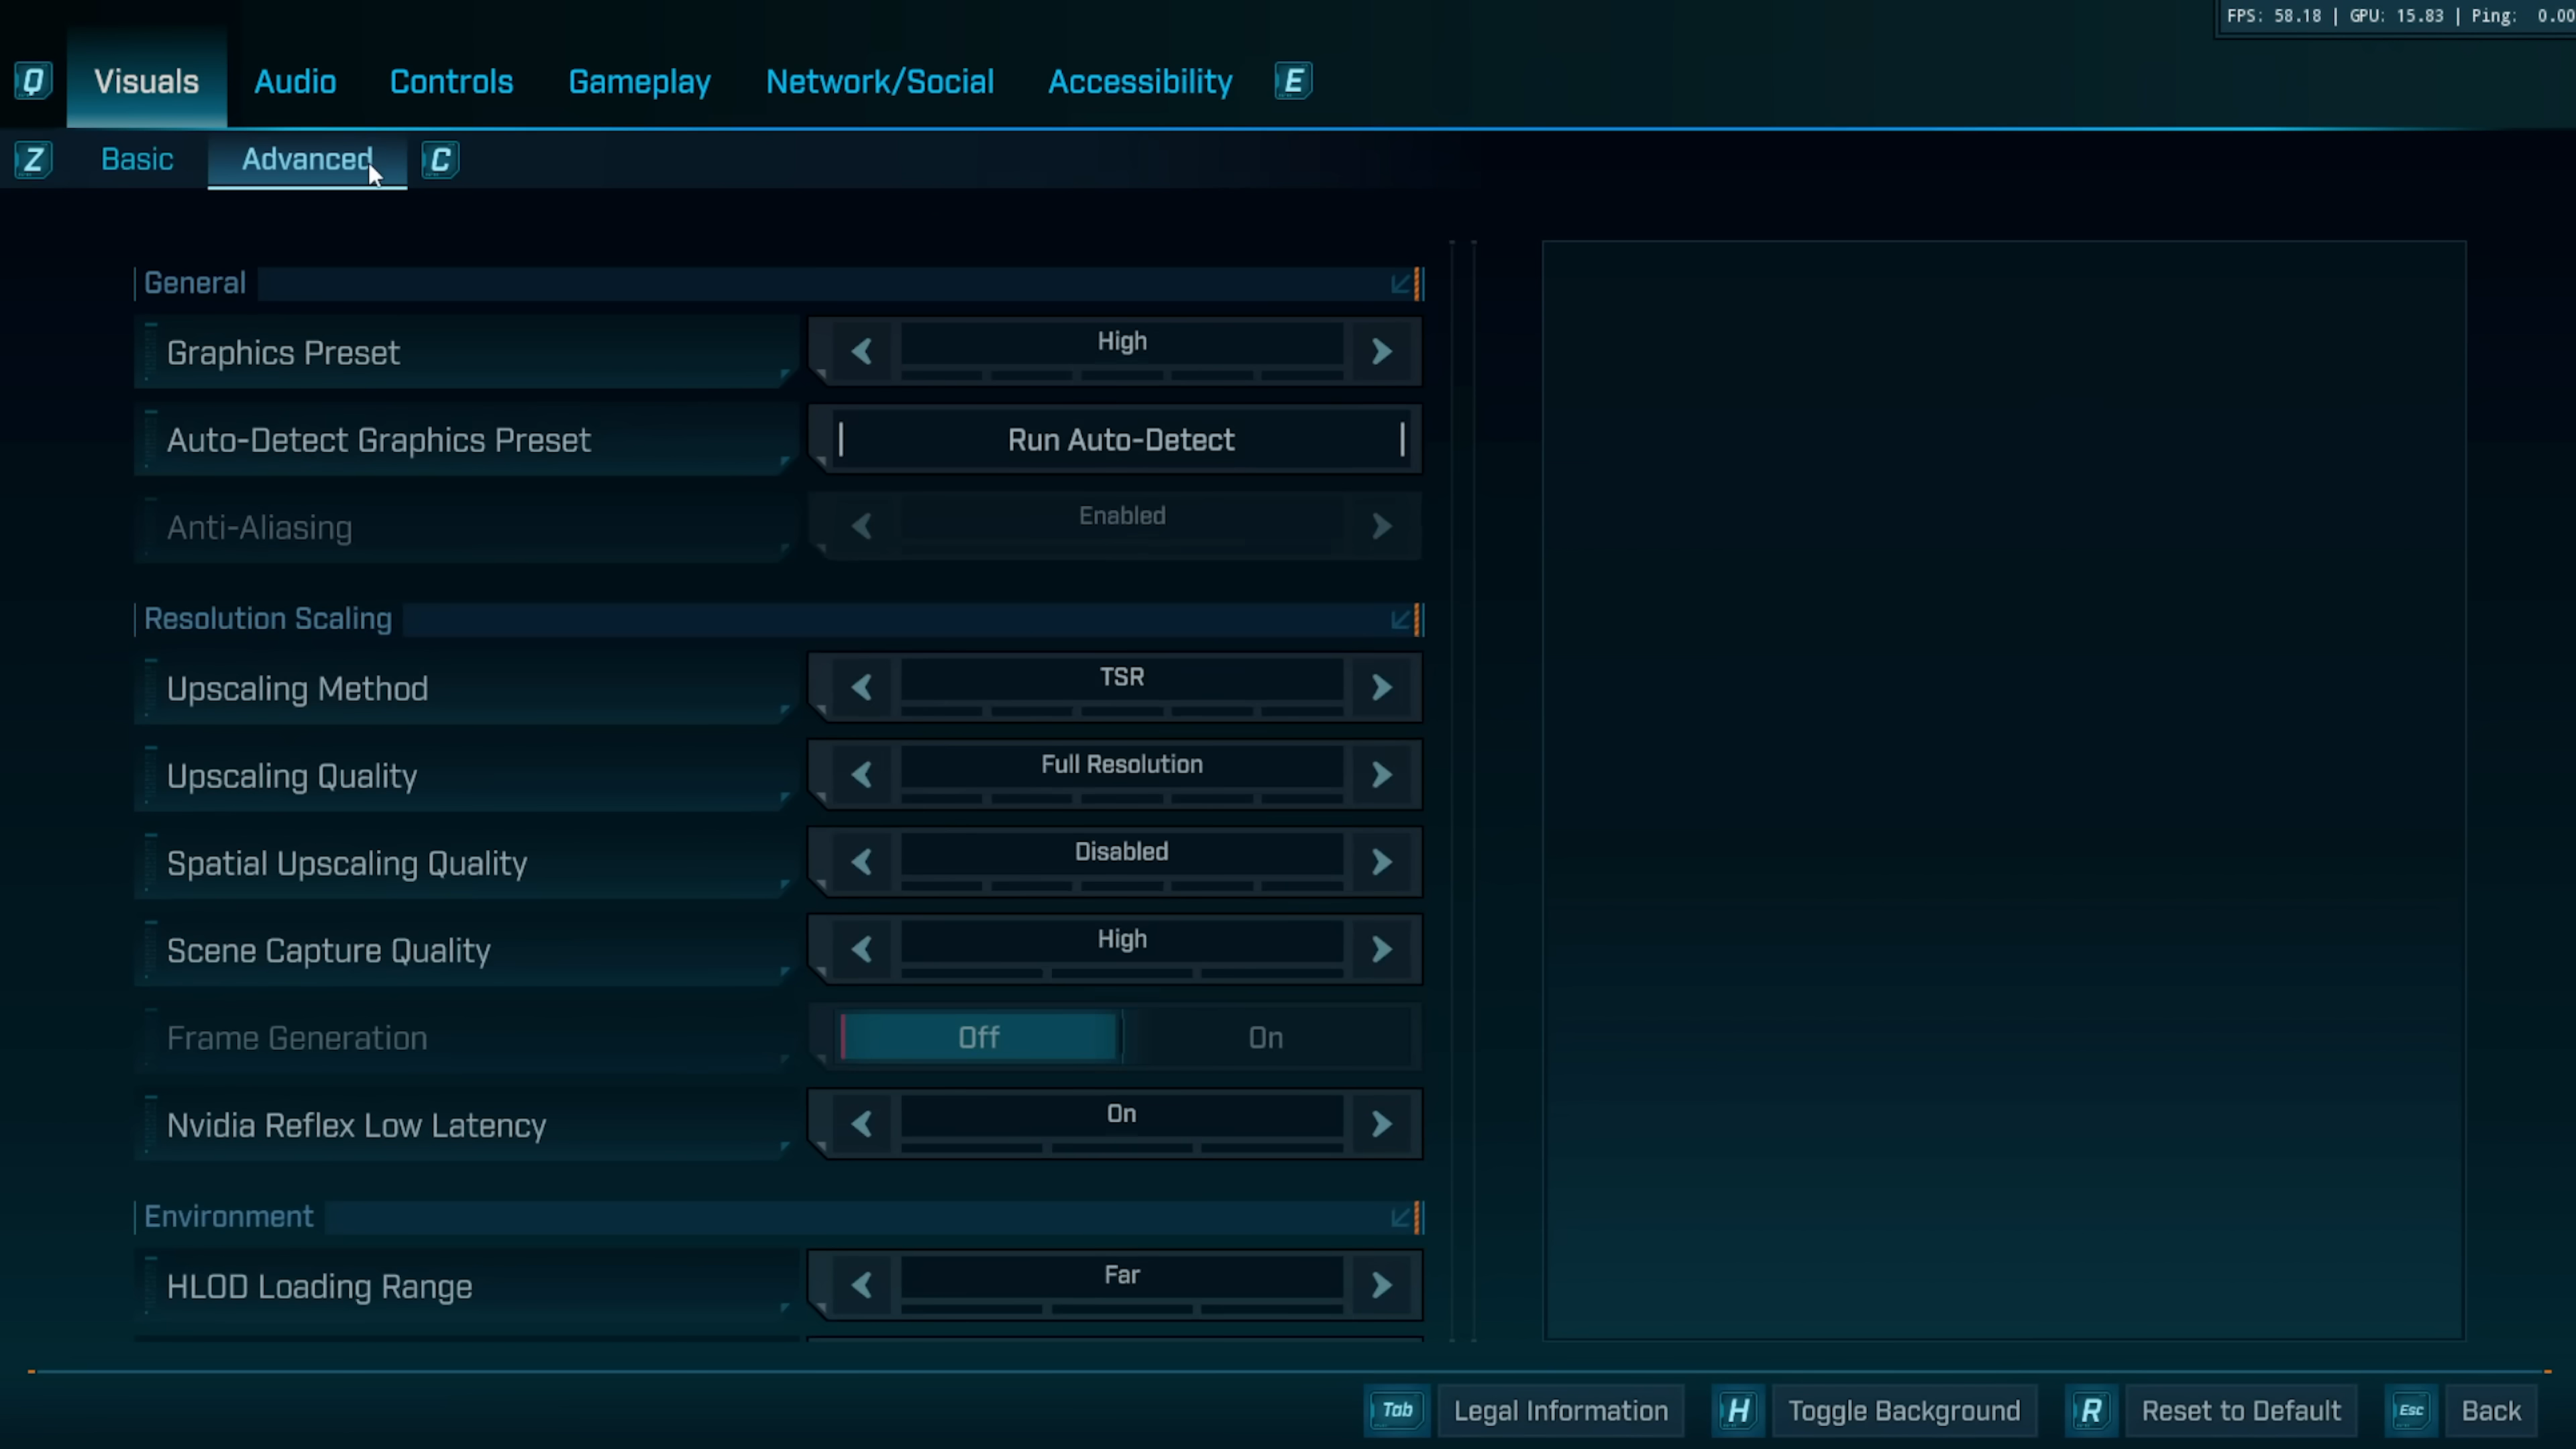 FPS: 58.18 | GPU: 15.83 | Ping: 0.00
Q Visuals Audio Controls Gameplay Network/Social Accessibility E
Z Basic Advanced C
General
Graphics Preset High
Auto-Detect Graphics Preset Run Auto-Detect
Anti-Aliasing Enabled
Resolution Scaling
Upscaling Method TSR
Upscaling Quality Full Resolution
Spatial Upscaling Quality Disabled
Scene Capture Quality High
Frame Generation Off On
Nvidia Reflex Low Latency On
Environment
HLOD Loading Range Far
Tab Legal Information H Toggle Background R Reset to Default Esc Back